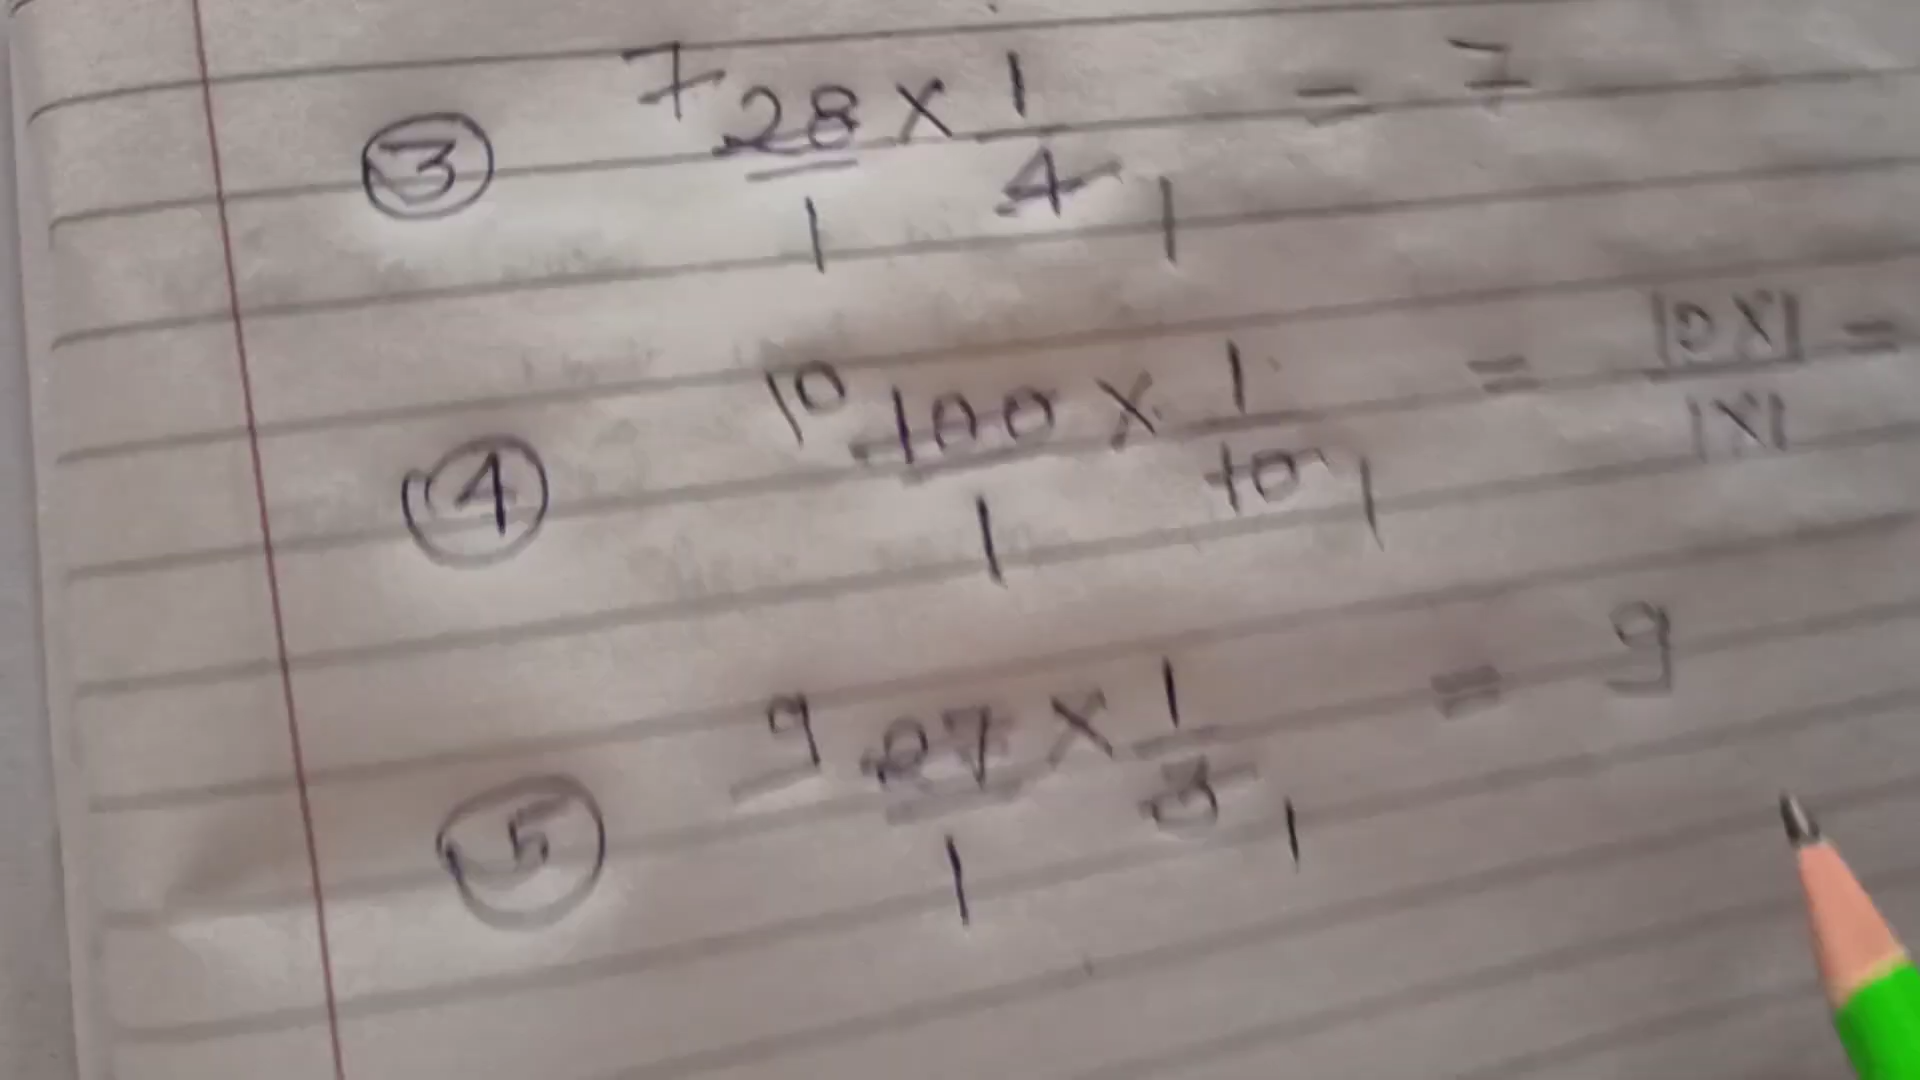 ③ 7 28 × 1 = 7
1 4 1
④ 10 100 × 1 = 10 × 1 =
1 10 1 1 × 1
⑤ 9 27 × 1 = 9
1 3 1